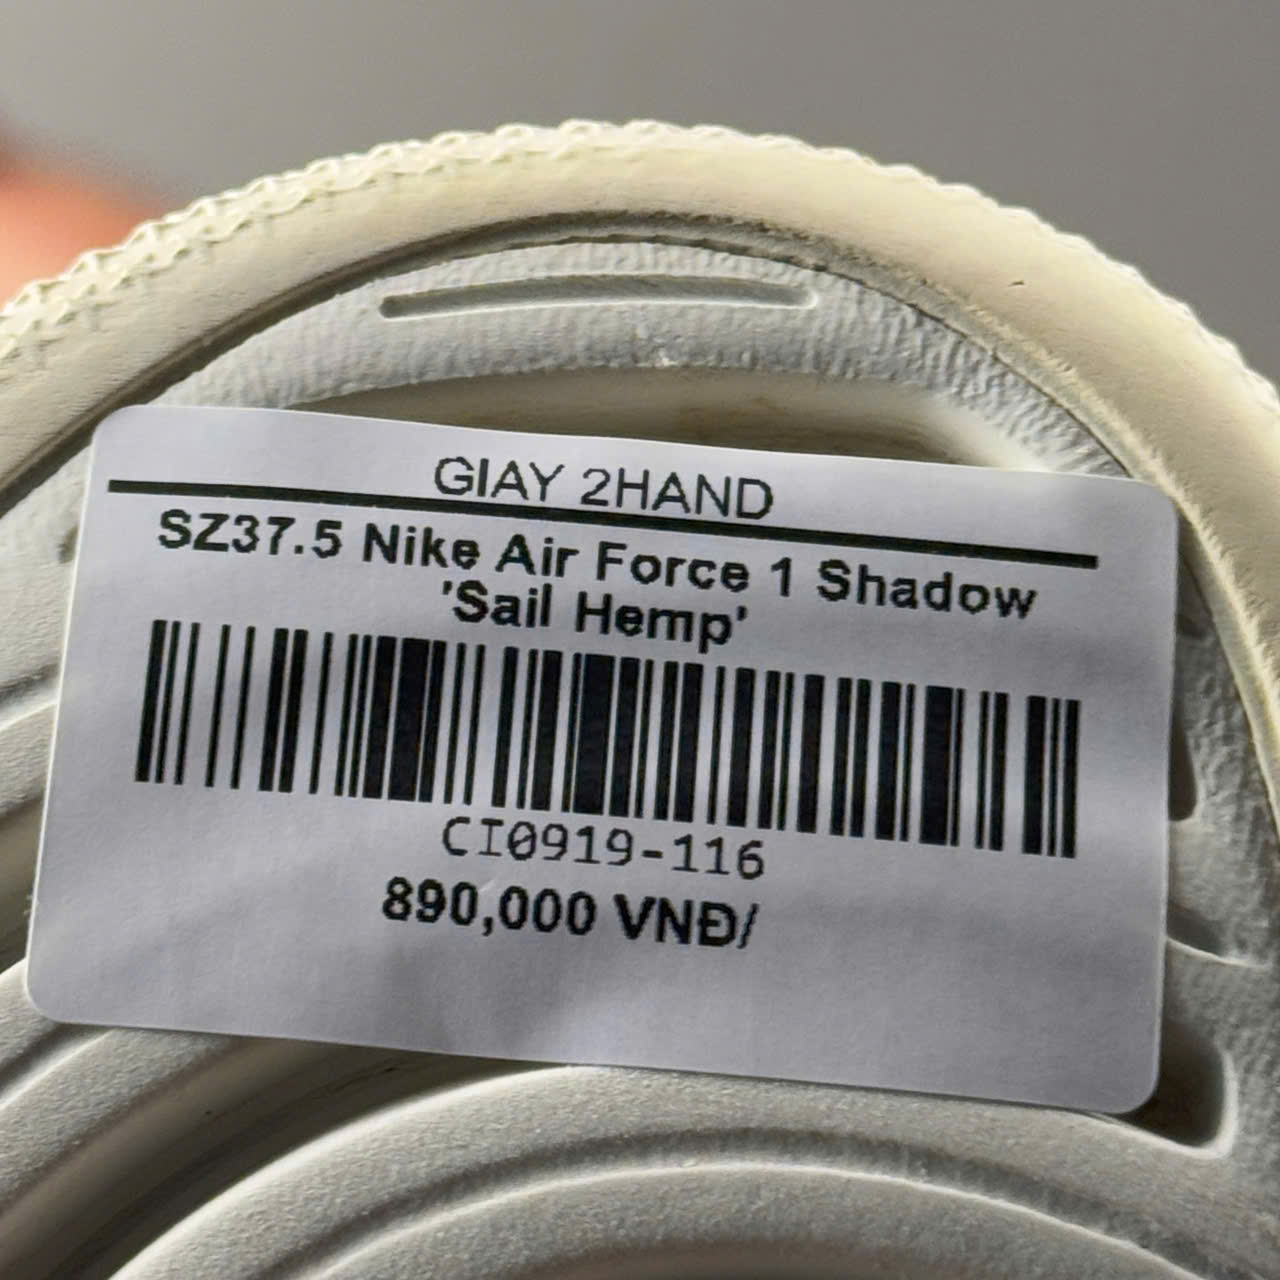 GIAY 2HAND
SZ37.5 Nike Air Force 1 Shadow
'Sail Hemp'
CI0919-116
890,000 VNĐ/